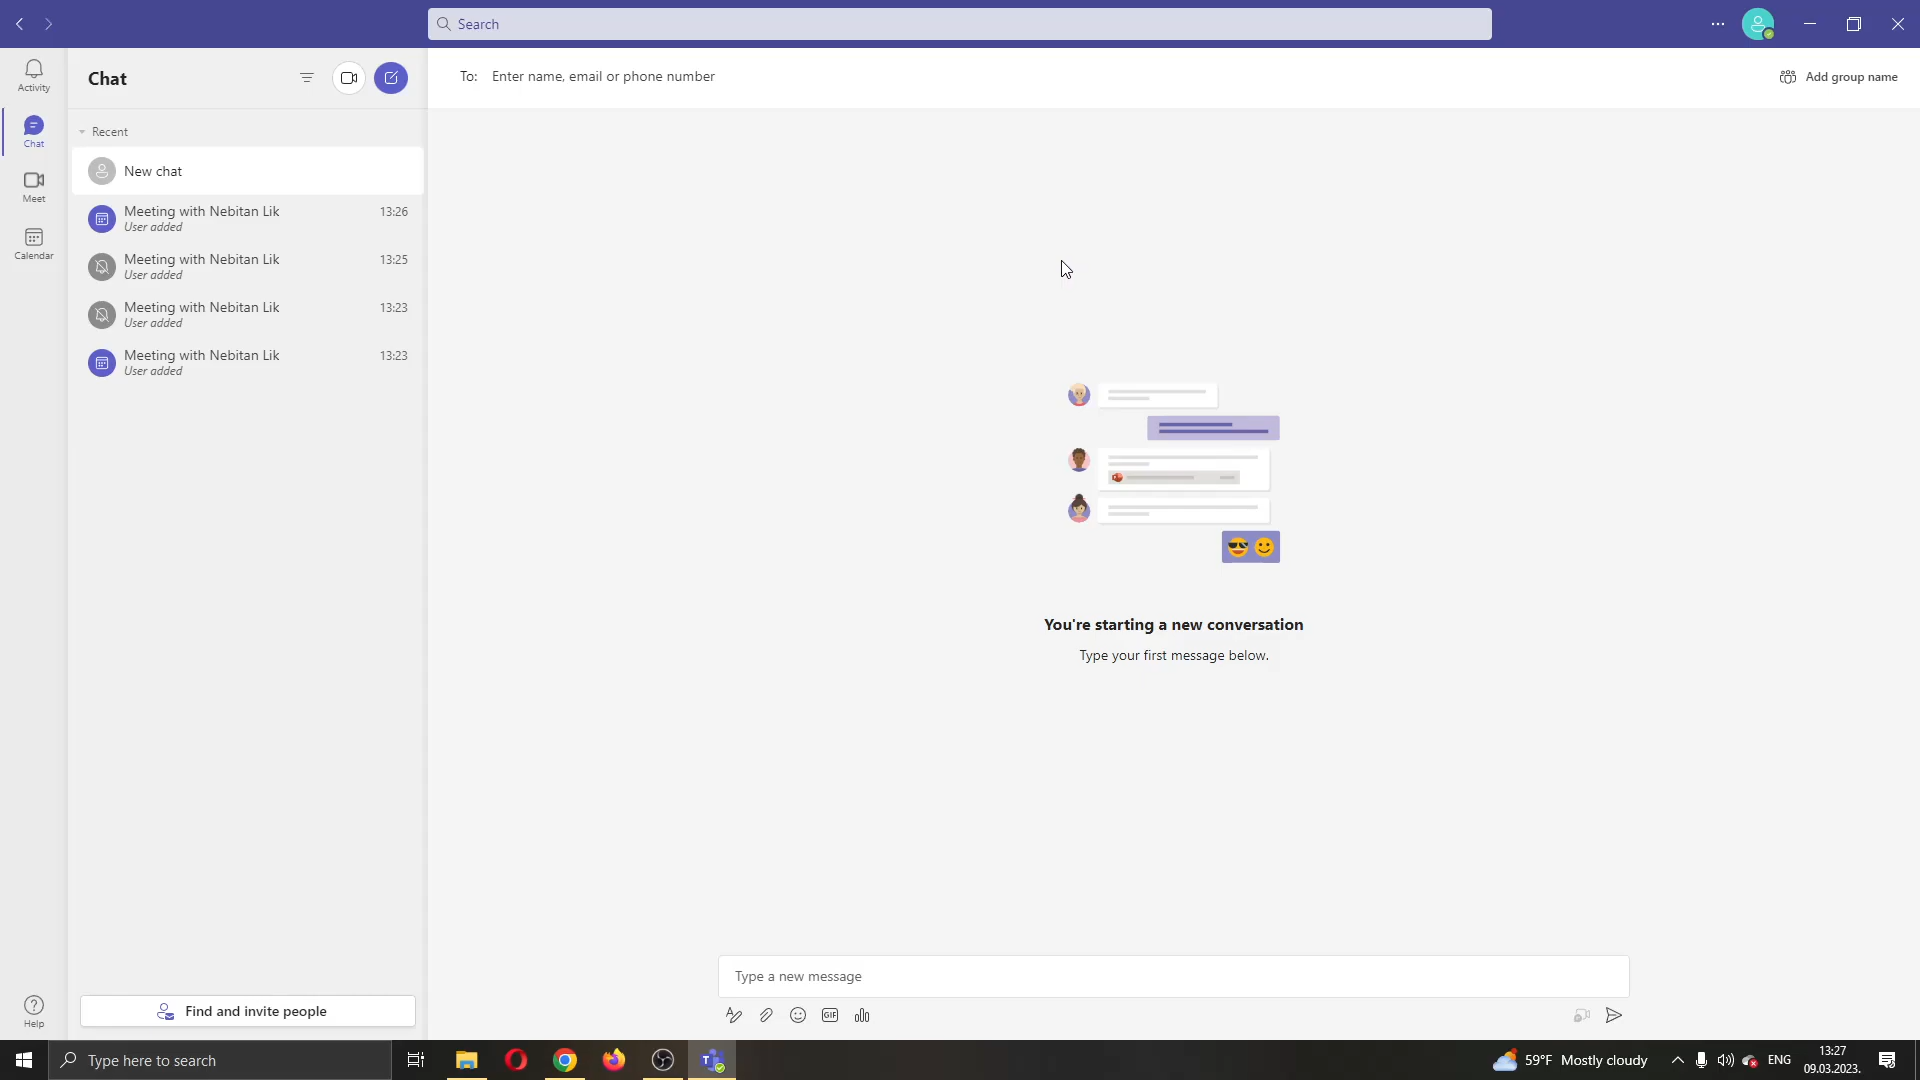 Search
Activity
Chat
Meet
Calendar
Help
Chat
Recent
New chat
Meeting with Nebitan Lik 13:26
User added
Meeting with Nebitan Lik 13:25
User added
Meeting with Nebitan Lik 13:23
User added
Meeting with Nebitan Lik 13:23
User added
Find and invite people
To: Enter name, email or phone number
Add group name
You're starting a new conversation
Type your first message below.
Type a new message
GIF
Type here to search
59°F Mostly cloudy
ENG
13:27
09.03.2023.